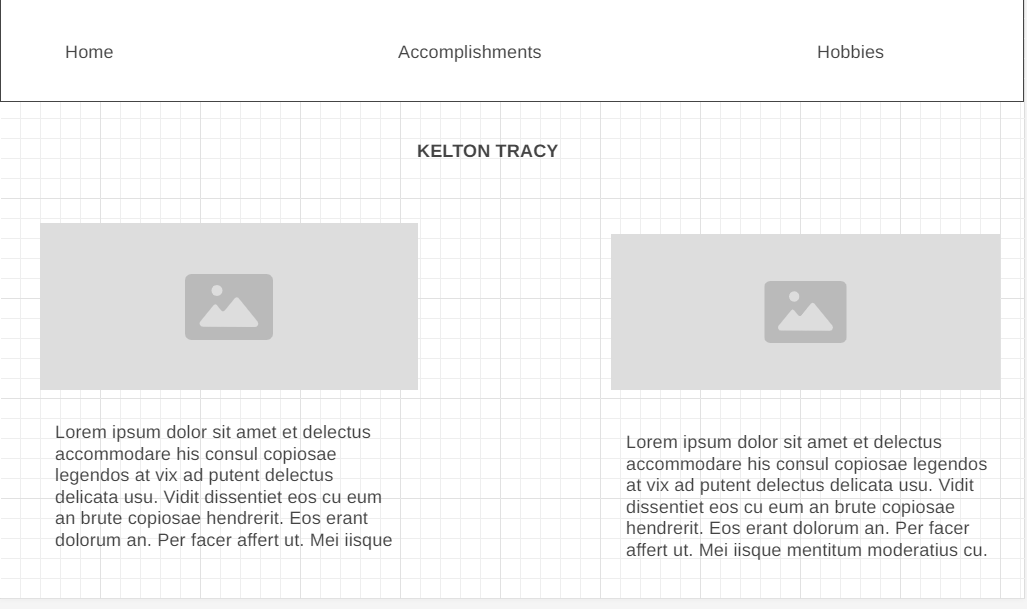 Home
Accomplishments
Hobbies
KELTON TRACY
Lorem ipsum dolor sit amet et delectus
accommodare his consul copiosae
legendos at vix ad putent delectus
delicata usu. Vidit dissentiet eos cu eum
an brute copiosae hendrerit. Eos erant
dolorum an. Per facer affert ut. Mei iisque
Lorem ipsum dolor sit amet et delectus
accommodare his consul copiosae legendos
at vix ad putent delectus delicata usu. Vidit
dissentiet eos cu eum an brute copiosae
hendrerit. Eos erant dolorum an. Per facer
affert ut. Mei iisque mentitum moderatius cu.